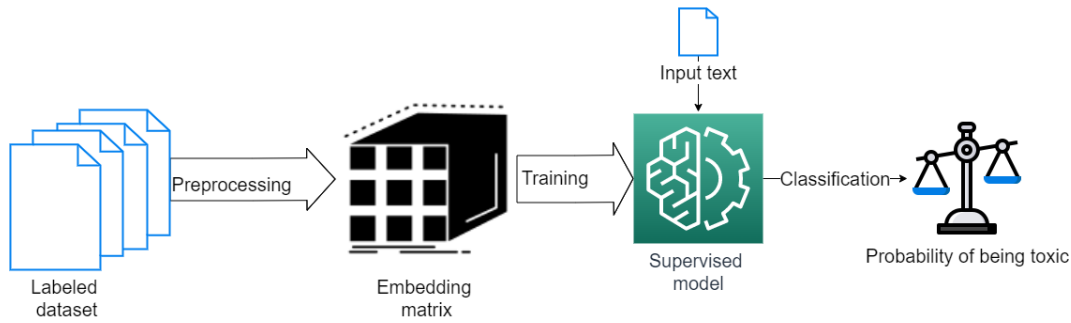 Input text
Preprocessing
Training
Classification
Labeled
dataset
Embedding
matrix
Supervised
model
Probability of being toxic